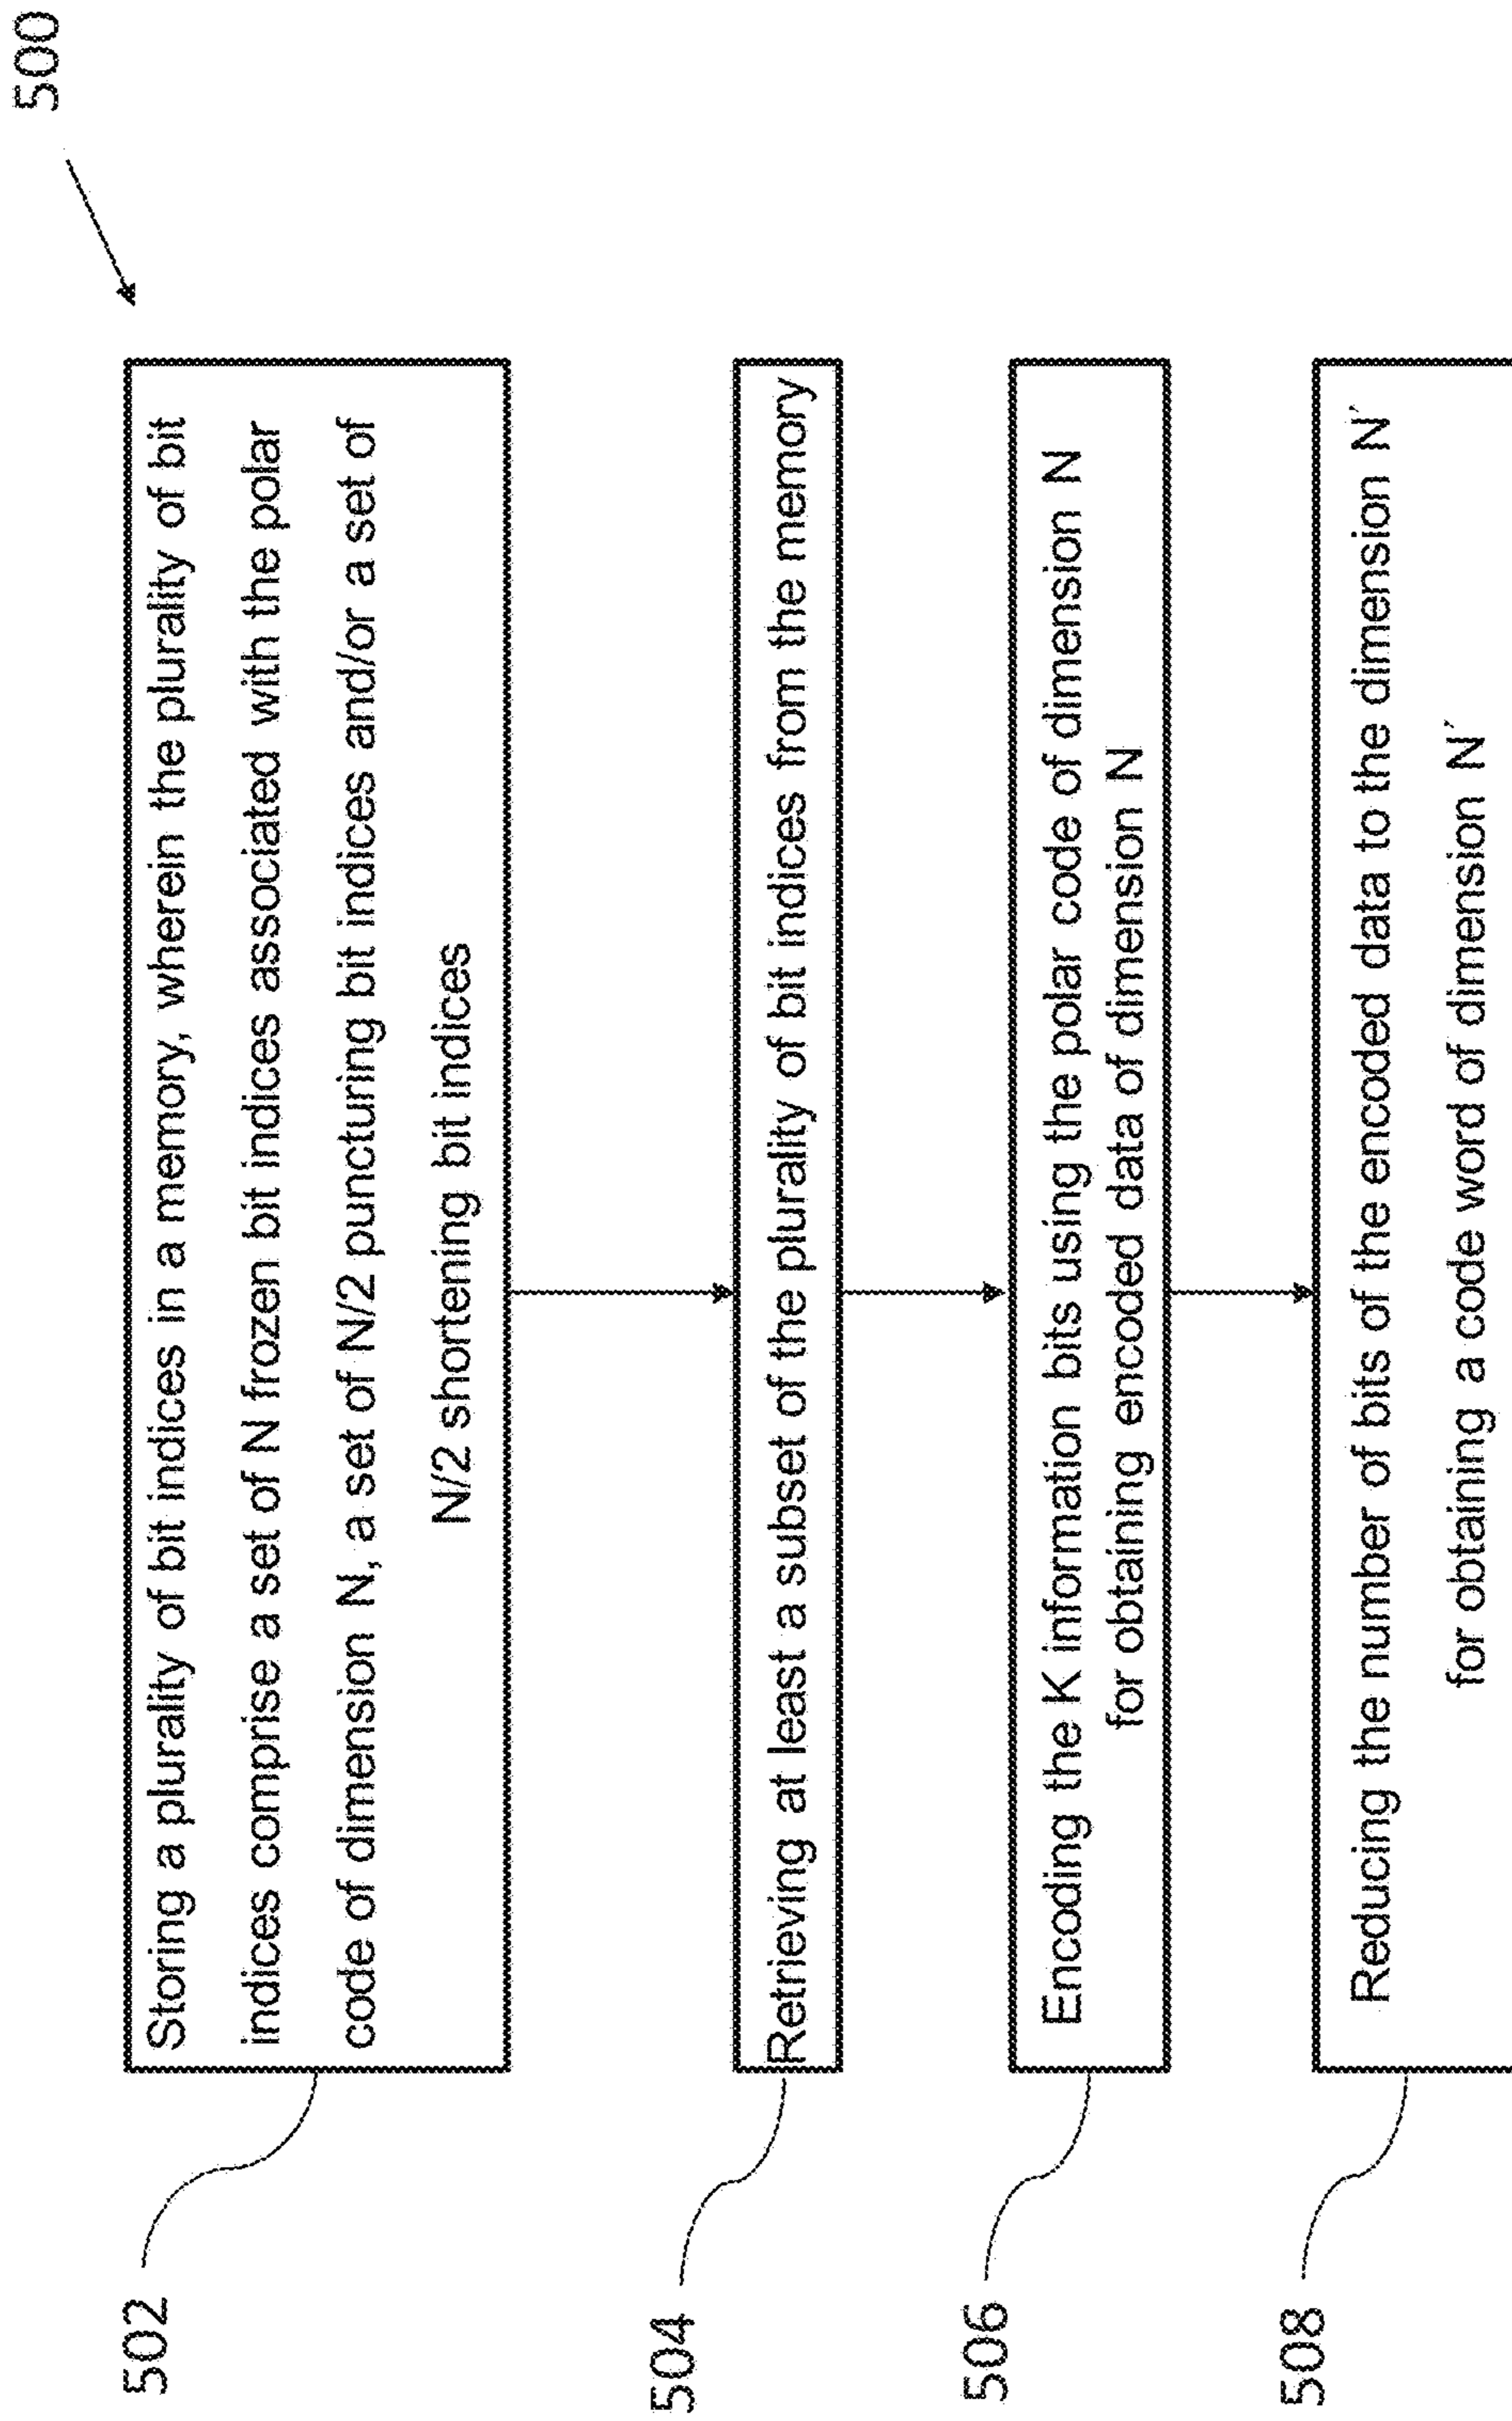 500
502
Storing a plurality of bit indices in a memory, wherein the plurality of bit
indices comprise a set of N frozen bit indices associated with the polar
code of dimension N, a set of N/2 puncturing bit indices and/or a set of
N/2 shortening bit indices
504
Retrieving at least a subset of the plurality of bit indices from the memory
506
Encoding the K information bits using the polar code of dimension N
for obtaining encoded data of dimension N
508
Reducing the number of bits of the encoded data to the dimension N´
for obtaining a code word of dimension N´